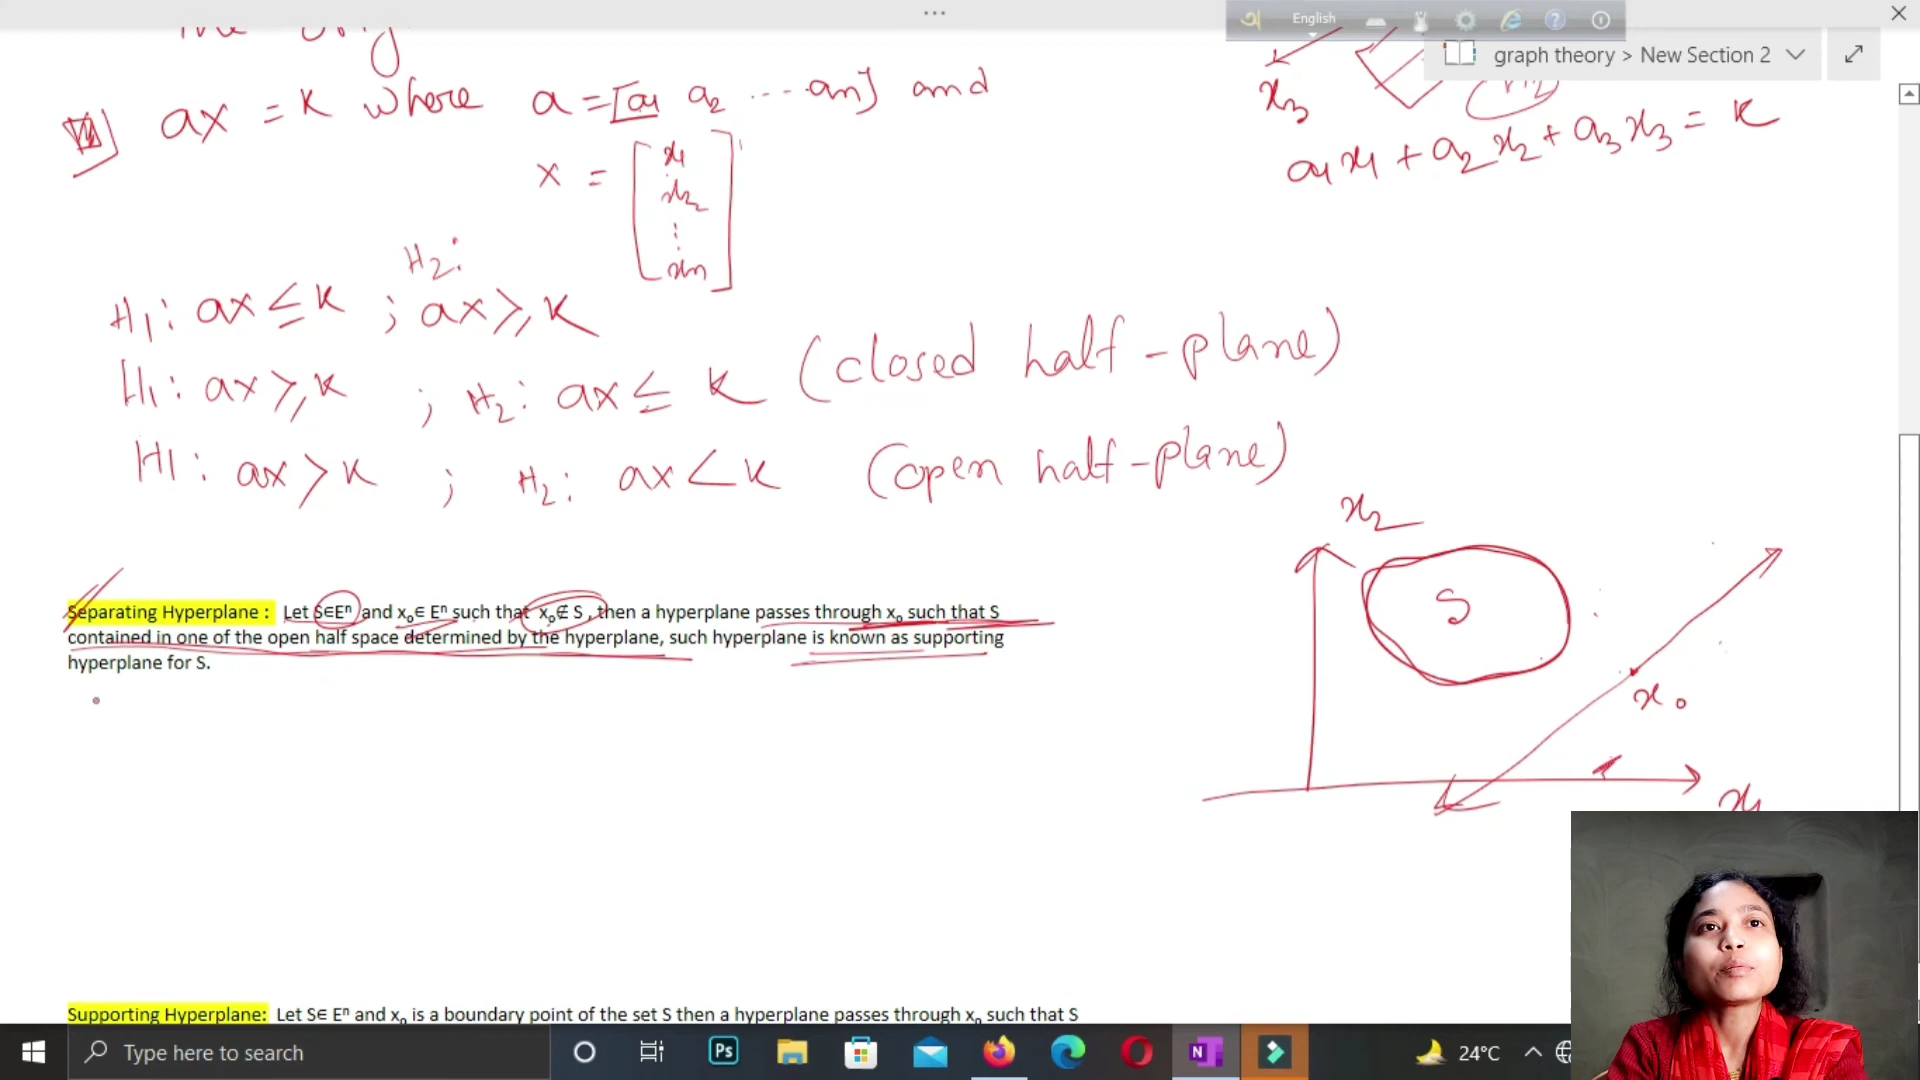 English
graph theory > New Section 2
x3
ax = K where a = [a1 a2 ... an] and
a1x1 + a2x2 + a3x3 = K
x = [x1
x2
⋮
xn]
H2:
H1: ax ≤ K ; ax ≥ K
H1: ax ≥ K ; H2: ax ≤ K (closed half-plane)
H1: ax > K ; H2: ax < K (open half-plane)
x2
S
x0
x1
Separating Hyperplane : Let S∈Eⁿ and x₀∈ Eⁿ such that x₀∉ S , then a hyperplane passes through x₀ such that S
contained in one of the open half space determined by the hyperplane, such hyperplane is known as supporting
hyperplane for S.
Supporting Hyperplane: Let S∈ Eⁿ and x₀ is a boundary point of the set S then a hyperplane passes through x₀ such that S
Type here to search
Ps
N
24°C